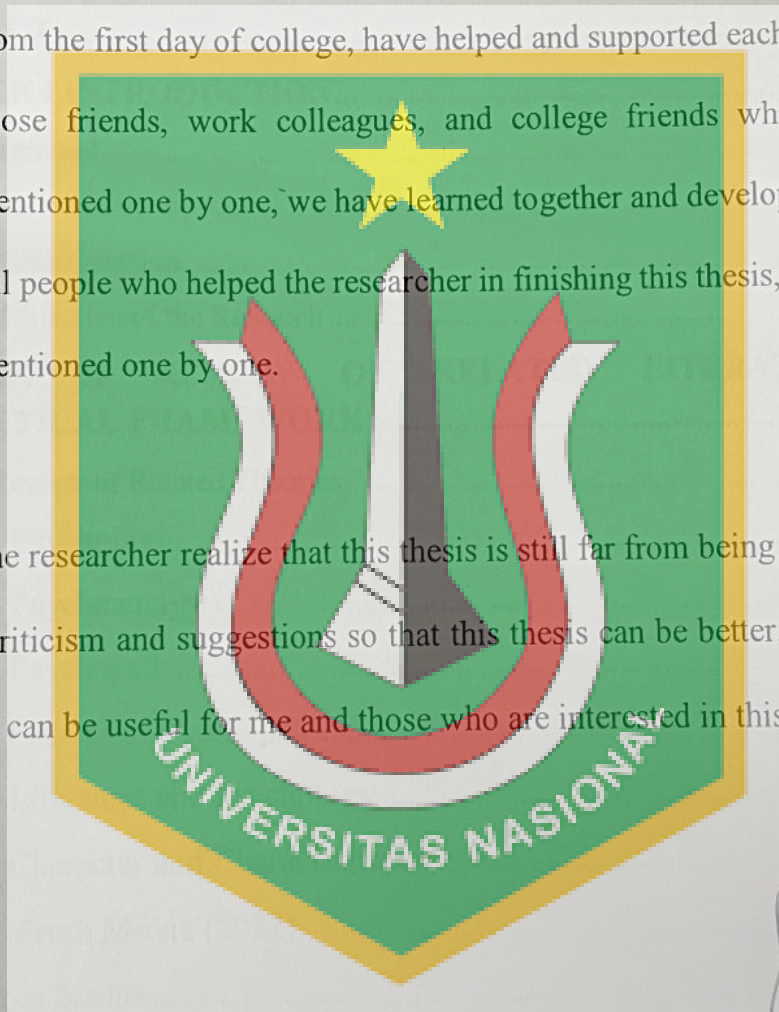 om the first day of college, have helped and supported each
ose friends, work colleagues, and college friends wh
entioned one by one, we have learned together and develo
l people who helped the researcher in finishing this thesis,
entioned one by one.
e researcher realize that this thesis is still far from being
riticism and suggestions so that this thesis can be better
can be useful for me and those who are interested in this
UNIVERSITAS NASIONAL